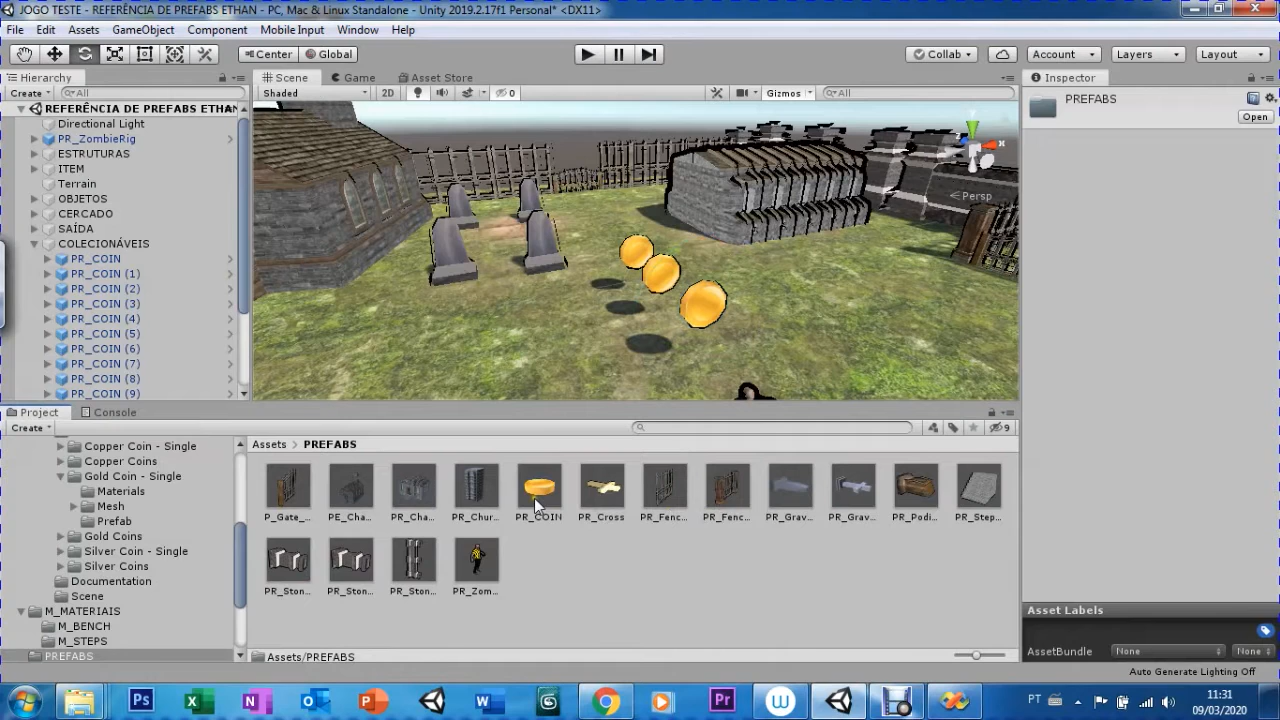 JOGO TESTE - REFERÊNCIA DE PREFABS ETHAN - PC, Mac & Linux Standalone - Unity 2019.2.17f1 Personal* <DX11>
File Edit Assets GameObject Component Mobile Input Window Help
Center Global Collab Account Layers Layout
Hierarchy Scene Game Asset Store Inspector
Create All Shaded 2D 0 Gizmos All
REFERÊNCIA DE PREFABS ETHAN
PREFABS
Open
Directional Light
PR_ZombieRig
ESTRUTURAS
ITEM
Terrain
OBJETOS
CERCADO
SAÍDA
COLECIONÁVEIS
PR_COIN
PR_COIN (1)
PR_COIN (2)
PR_COIN (3)
PR_COIN (4)
PR_COIN (5)
PR_COIN (6)
PR_COIN (7)
PR_COIN (8)
PR_COIN (9)
x
Persp
Project Console
Create 9
Copper Coin - Single
Copper Coins
Gold Coin - Single
Materials
Mesh
Prefab
Gold Coins
Silver Coin - Single
Silver Coins
Documentation
Scene
M_MATERIAIS
M_BENCH
M_STEPS
PREFABS
Assets > PREFABS
P_Gate_... PE_Cha... PR_Cha... PR_Chur... PR_COIN PR_Cross PR_Fenc... PR_Fenc... PR_Grav... PR_Grav... PR_Podi... PR_Step...
PR_Ston... PR_Ston... PR_Ston... PR_Zom...
Assets/PREFABS
Asset Labels
AssetBundle None None
Auto Generate Lighting Off
Ps X N O P W W Pr
PT
11:31
09/03/2020